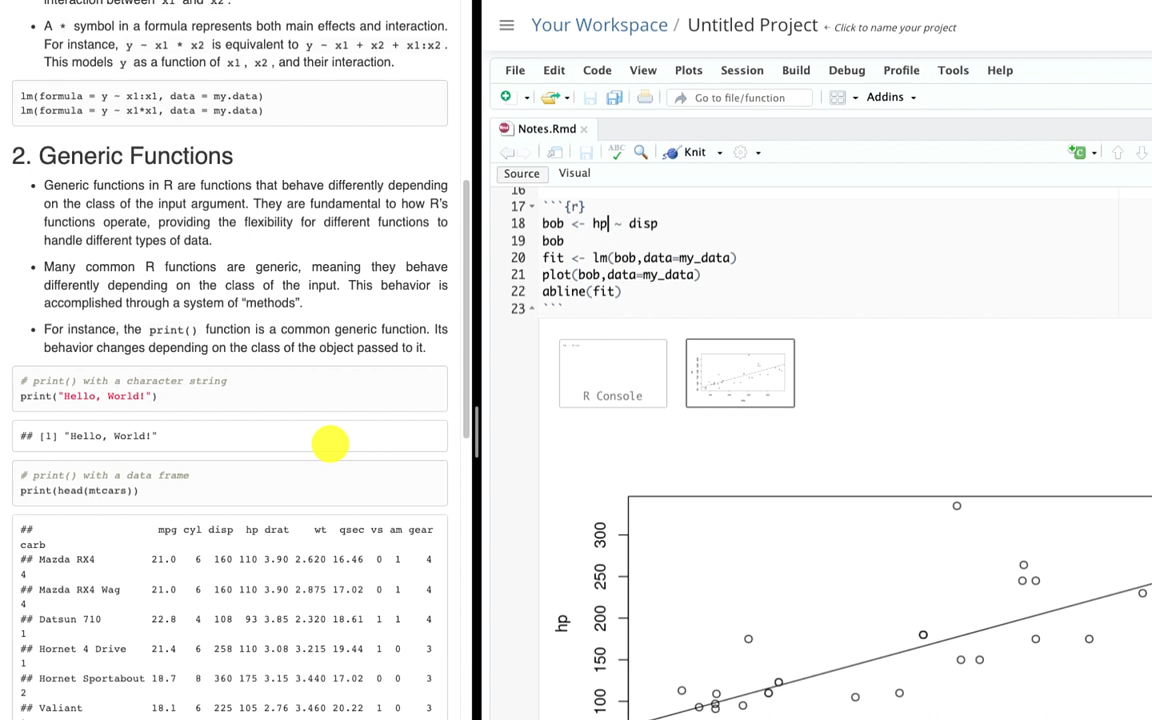 interaction between x1 and x2 .
• A * symbol in a formula represents both main effects and interaction.
For instance, y ~ x1 * x2 is equivalent to y ~ x1 + x2 + x1:x2 .
This models y as a function of x1 , x2 , and their interaction.
lm(formula = y ~ x1:x1, data = my.data)
lm(formula = y ~ x1*x1, data = my.data)
2. Generic Functions
• Generic functions in R are functions that behave differently depending
on the class of the input argument. They are fundamental to how R's
functions operate, providing the flexibility for different functions to
handle different types of data.
• Many common R functions are generic, meaning they behave
differently depending on the class of the input. This behavior is
accomplished through a system of “methods”.
• For instance, the print() function is a common generic function. Its
behavior changes depending on the class of the object passed to it.
# print() with a character string
print("Hello, World!")
## [1] "Hello, World!"
# print() with a data frame
print(head(mtcars))
## mpg cyl disp hp drat wt qsec vs am gear
carb
## Mazda RX4 21.0 6 160 110 3.90 2.620 16.46 0 1 4
4
## Mazda RX4 Wag 21.0 6 160 110 3.90 2.875 17.02 0 1 4
4
## Datsun 710 22.8 4 108 93 3.85 2.320 18.61 1 1 4
1
## Hornet 4 Drive 21.4 6 258 110 3.08 3.215 19.44 1 0 3
1
## Hornet Sportabout 18.7 8 360 175 3.15 3.440 17.02 0 0 3
2
## Valiant 18.1 6 225 105 2.76 3.460 20.22 1 0 3
Your Workspace / Untitled Project ← Click to name your project
File Edit Code View Plots Session Build Debug Profile Tools Help
Go to file/function Addins
Notes.Rmd
ABC Knit
Source Visual
16
17 ```{r}
18 bob <- hp ~ disp
19 bob
20 fit <- lm(bob,data=my_data)
21 plot(bob,data=my_data)
22 abline(fit)
23 ```
R Console
hp
300
250
200
150
100